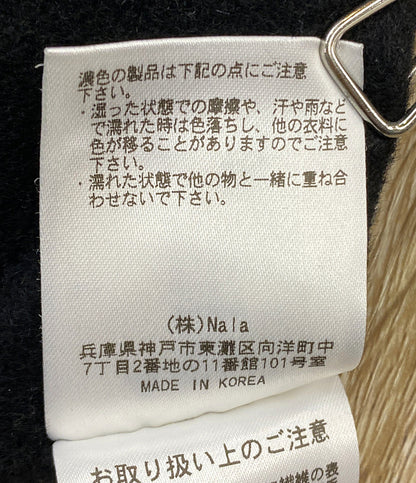 濃色の製品は下記の点にご注意
下さい。
・湿った状態での摩擦や、汗や雨など
で濡れた時は色落ちし、他の衣料に
色が移ることがありますのでご注意
下さい。
・濡れた状態で他の物と一緒に重ね合
わせないで下さい。
(株)Nala
兵庫県神戸市東灘区向洋町中
7丁目2番地の11番館101号室
MADE IN KOREA
お取り扱い上のご注意
繊維の表